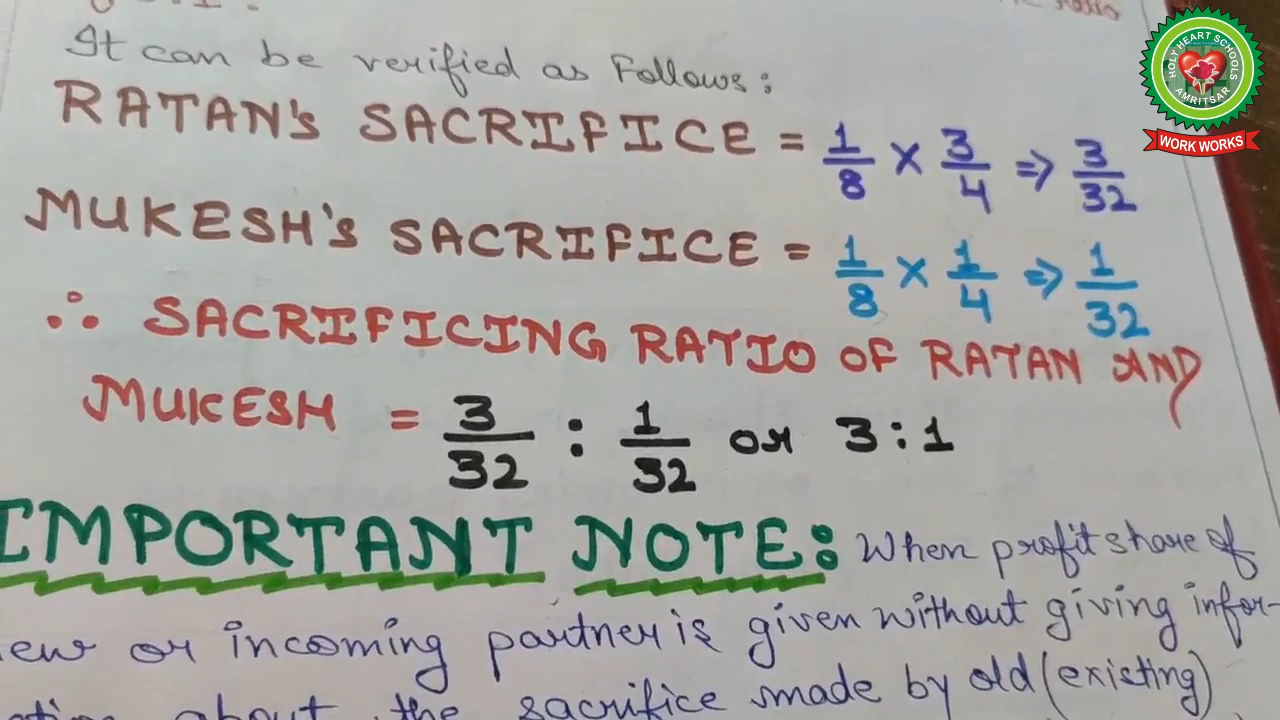 It can be verified as Follows:
RATAN's SACRIFICE = 1/8 × 3/4 ⇒ 3/32
MUKESH's SACRIFICE = 1/8 × 1/4 ⇒ 1/32
∴ SACRIFICING RATIO OF RATAN AND
MUKESH = 3/32 : 1/32 or 3:1
IMPORTANT NOTE: When profit share of
new or incoming partner is given without giving infor-
about the sacrifice made by old (existing)
HOLY HEART SCHOOLS
AMRITSAR
WORK WORKS